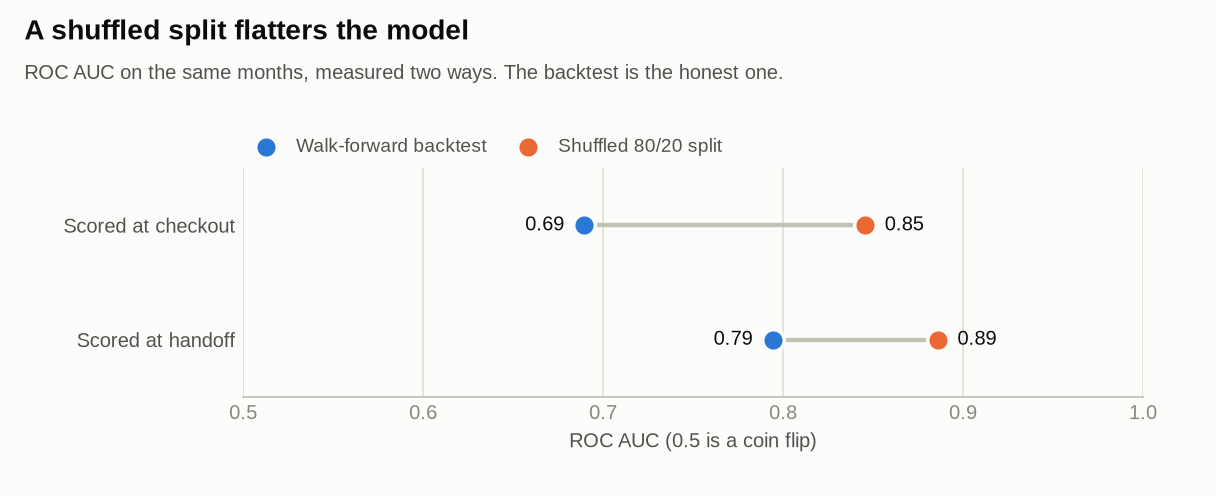 A shuffled split flatters the model
ROC AUC on the same months, measured two ways. The backtest is the honest one.
Walk-forward backtest
Shuffled 80/20 split
Scored at checkout
0.69
0.85
Scored at handoff
0.79
0.89
0.5
0.6
0.7
0.8
0.9
1.0
ROC AUC (0.5 is a coin flip)